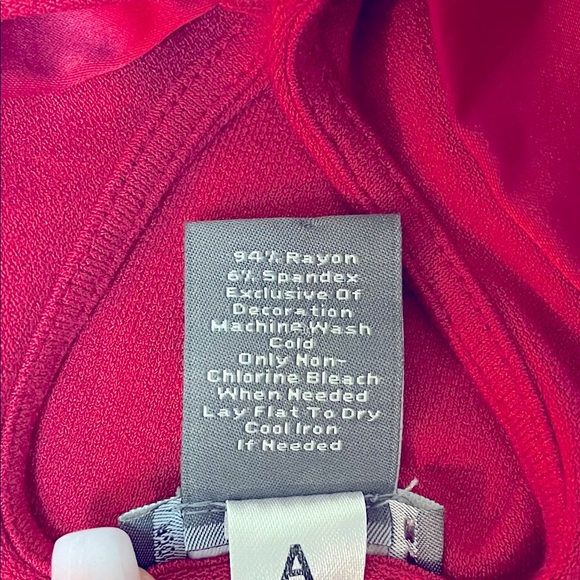 94% Rayon
6% Spandex
Exclusive Of
Decoration
Machine Wash
Cold
Only Non-
Chlorine Bleach
When Needed
Lay Flat To Dry
Cool Iron
If Needed
A